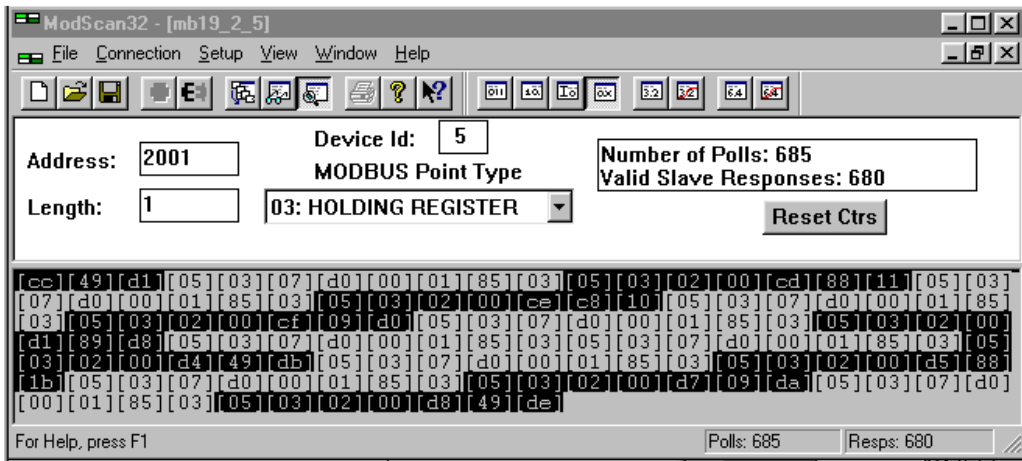 ModScan32 - [mb19_2_5]
File Connection Setup View Window Help
Address: 2001
Device Id: 5
MODBUS Point Type
Length: 1
03: HOLDING REGISTER
Number of Polls: 685
Valid Slave Responses: 680
Reset Ctrs
[cc][49][d1][05][03][07][d0][00][01][85][03][05][03][02][00][cd][88][11][05][03]
[07][d0][00][01][85][03][05][03][02][00][ce][c8][10][05][03][07][d0][00][01][85]
[03][05][03][02][00][cf][09][d0][05][03][07][d0][00][01][85][03][05][03][02][00]
[d1][89][d8][05][03][07][d0][00][01][85][03][05][03][07][d0][00][01][85][03][05]
[03][02][00][d4][49][db][05][03][07][d0][00][01][85][03][05][03][02][00][d5][88]
[1b][05][03][07][d0][00][01][85][03][05][03][02][00][d7][09][da][05][03][07][d0]
[00][01][85][03][05][03][02][00][d8][49][de]
For Help, press F1
Polls: 685
Resps: 680